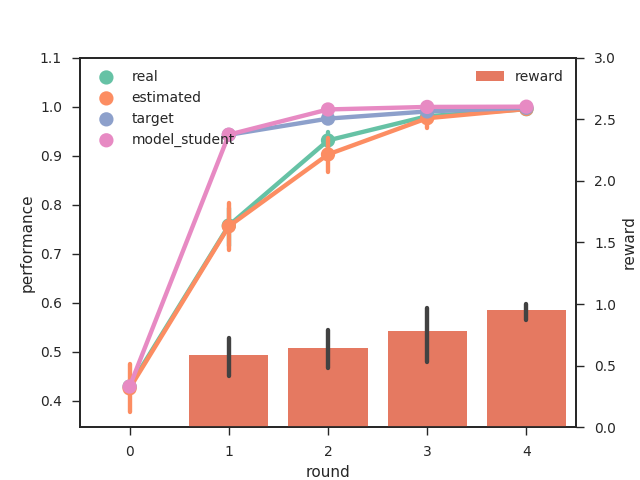 real
estimated
target
model_student
reward
1.1
1.0
0.9
0.8
0.7
0.6
0.5
0.4
performance
3.0
2.5
2.0
1.5
1.0
0.5
0.0
reward
0 1 2 3 4
round